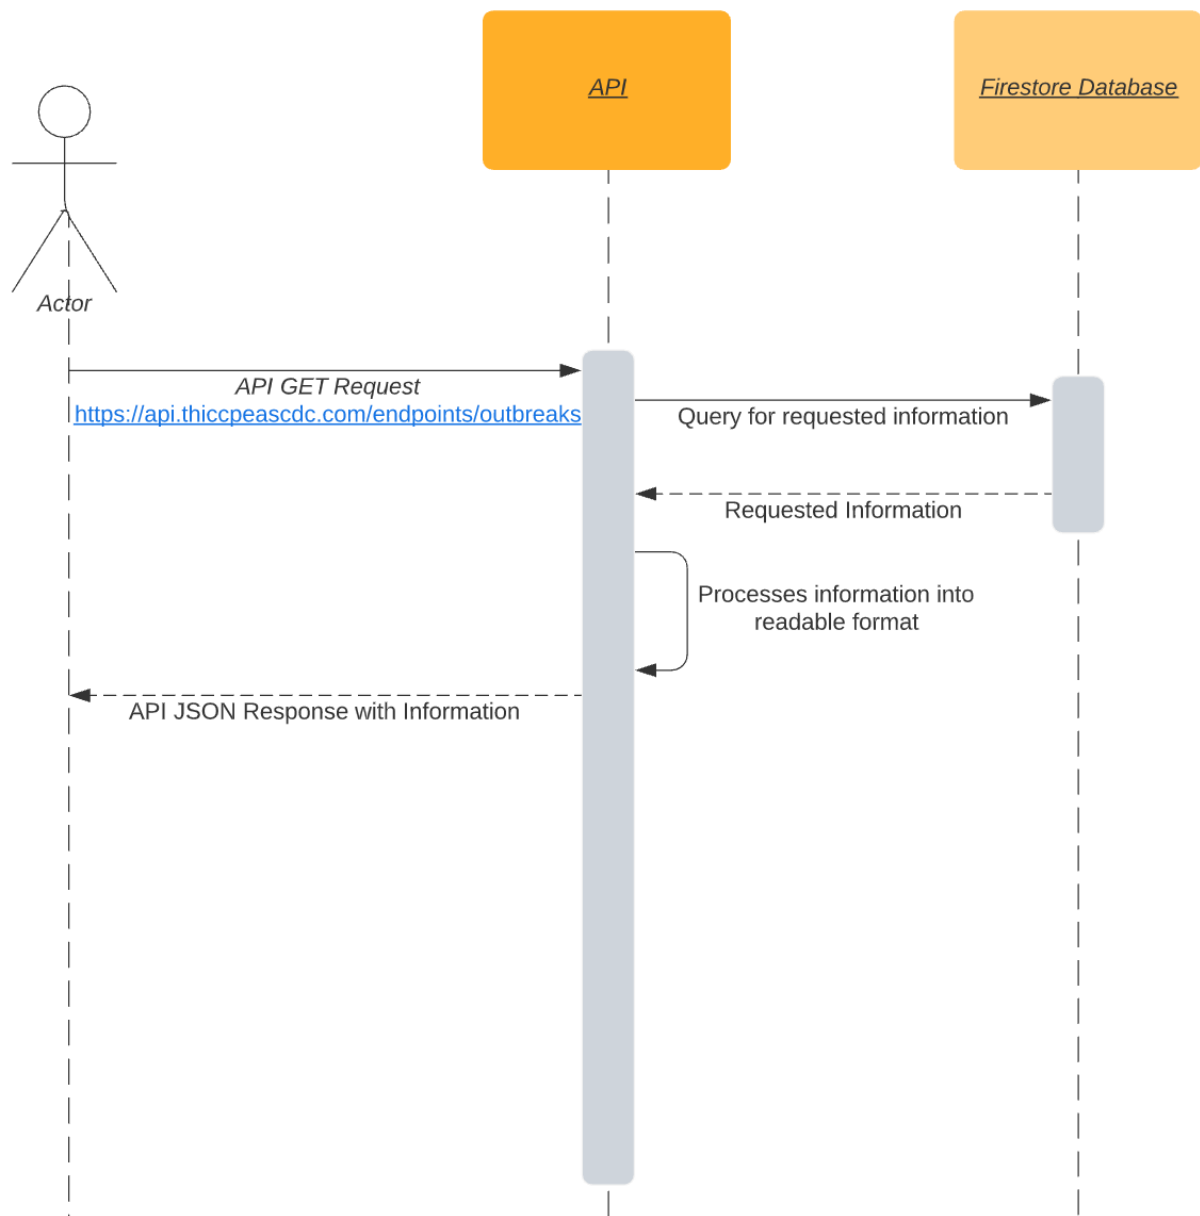 API
Firestore Database
Actor
API GET Request
https://api.thiccpeascdc.com/endpoints/outbreaks
Query for requested information
Requested Information
Processes information into
readable format
API JSON Response with Information